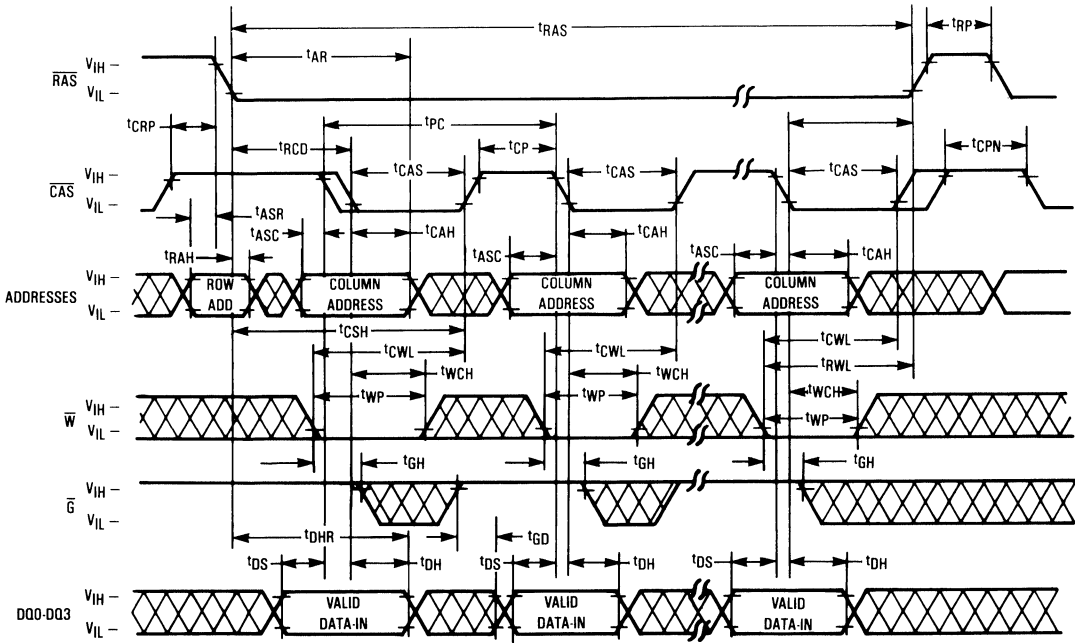 tRAS
tRP
tAR
RAS
VIH
VIL
tCRP
tPC
tRCD
tCP
tCPN
tCAS
tCAS
tCAS
CAS
VIH
VIL
tASR
tASC
tCAH
tRAH
tASC
tCAH
tASC
tCAH
ADDRESSES
VIH
VIL
ROW
ADD
COLUMN
ADDRESS
COLUMN
ADDRESS
COLUMN
ADDRESS
tCSH
tCWL
tCWL
tCWL
tWCH
tWCH
tRWL
tWP
tWP
tWCH
tWP
W
VIH
VIL
tGH
tGH
tGH
G
VIH
VIL
tDHR
tGD
tDS
tDH
tDS
tDH
tDS
tDH
DQ0-DQ3
VIH
VIL
VALID
DATA-IN
VALID
DATA-IN
VALID
DATA-IN